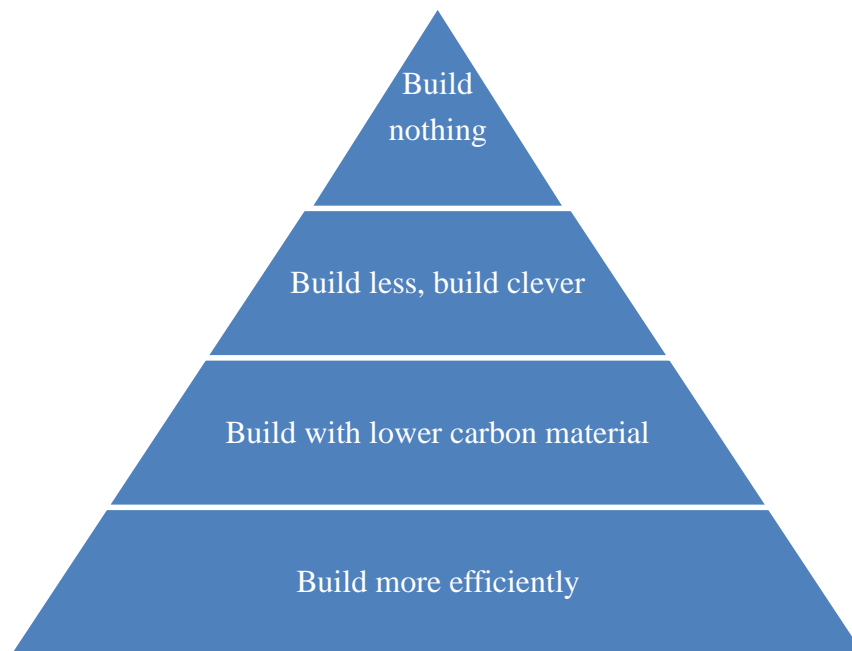 Build
nothing
Build less, build clever
Build with lower carbon material
Build more efficiently